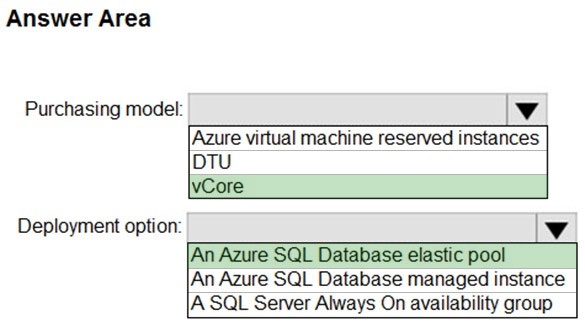 Answer Area
Purchasing model:
Azure virtual machine reserved instances
DTU
vCore
Deployment option:
An Azure SQL Database elastic pool
An Azure SQL Database managed instance
A SQL Server Always On availability group